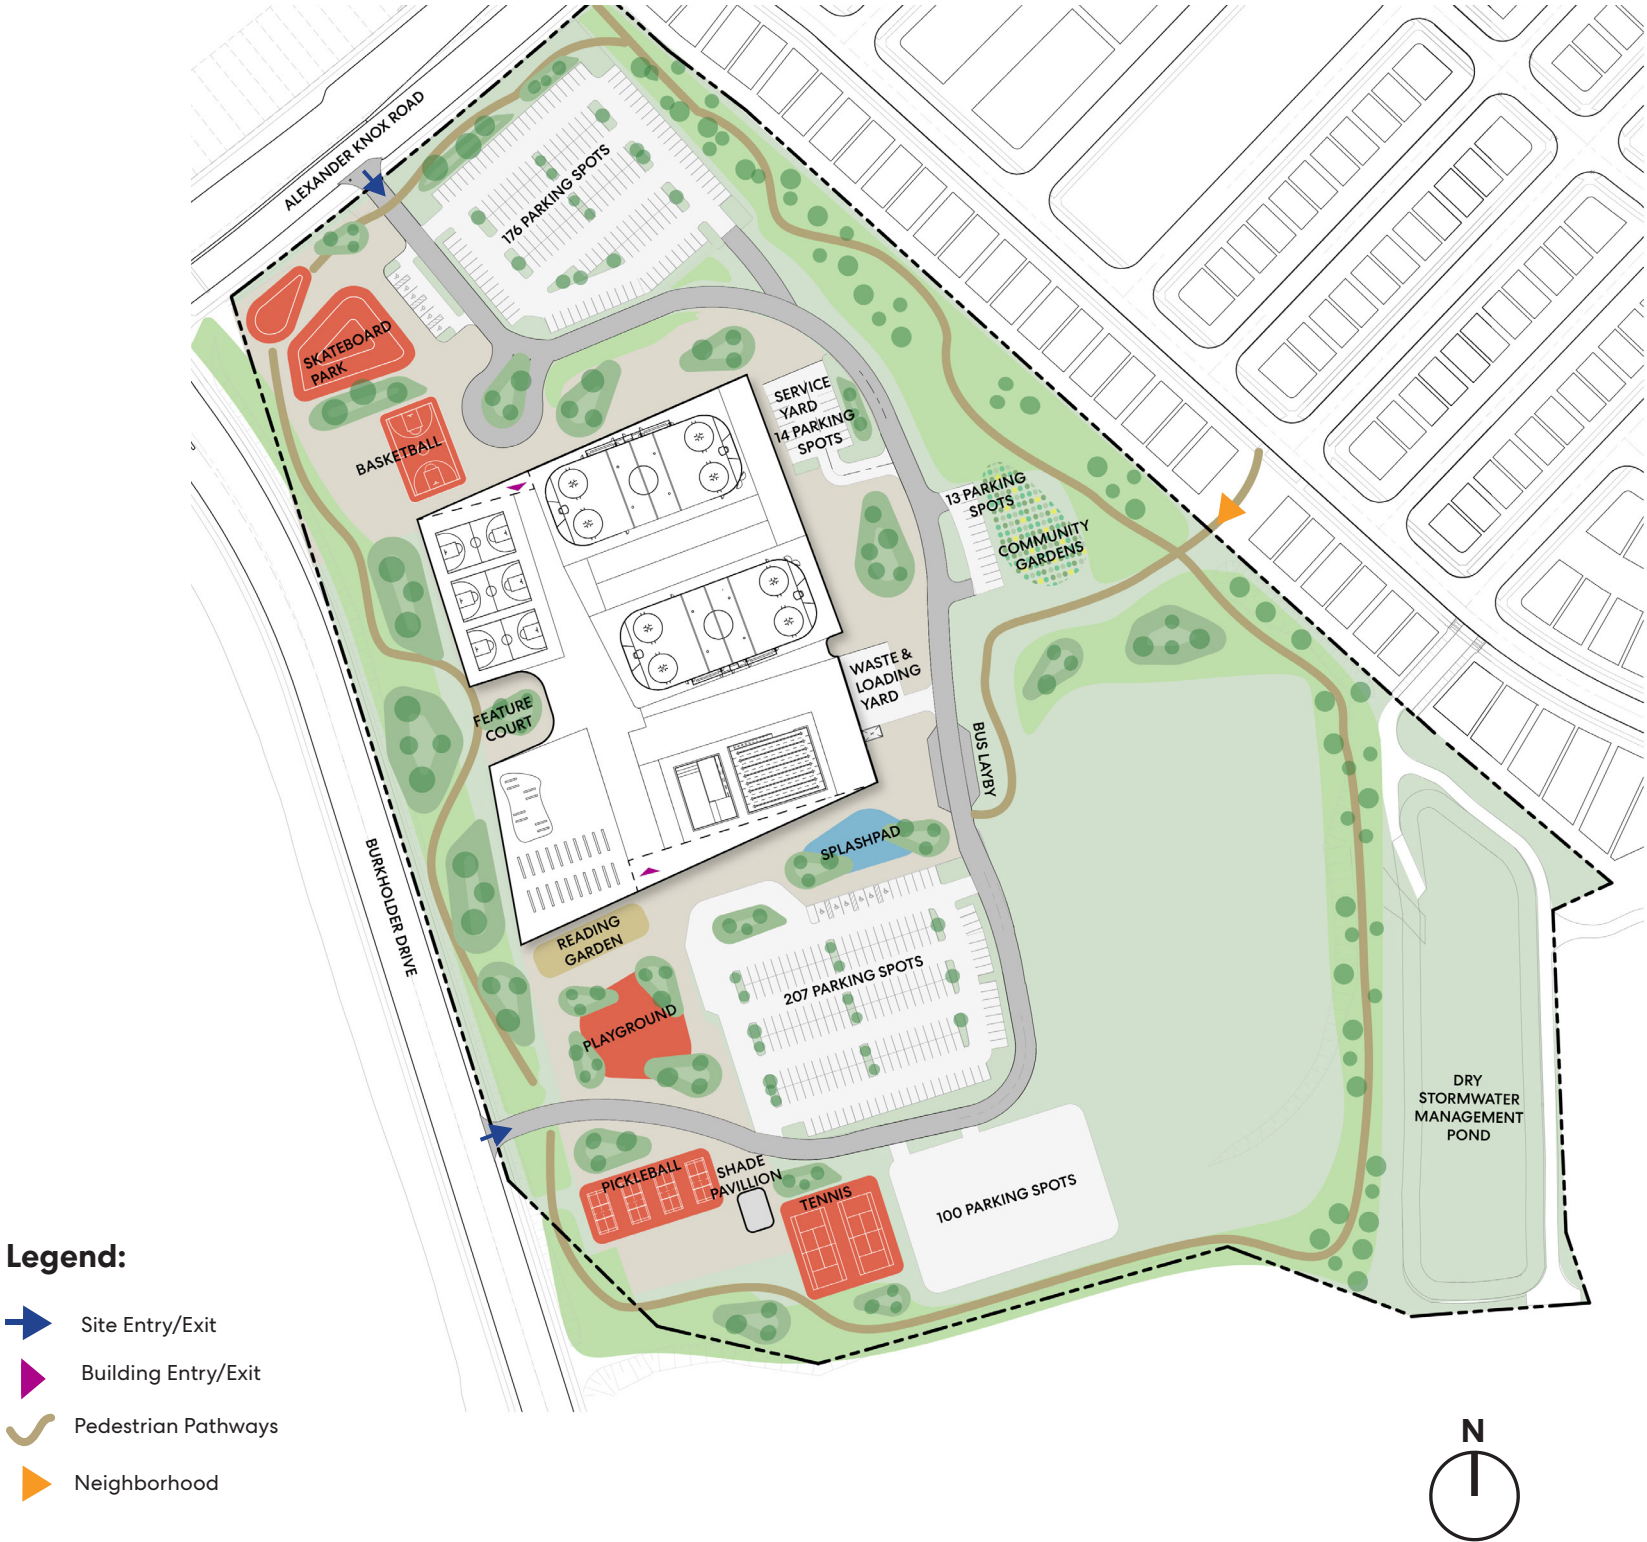 ALEXANDER KNOX ROAD
176 PARKING SPOTS
SKATEBOARD
PARK
BASKETBALL
SERVICE
YARD
14 PARKING
SPOTS
13 PARKING
SPOTS
COMMUNITY
GARDENS
WASTE &
LOADING
YARD
FEATURE
COURT
BUS LAYBY
SPLASHPAD
BURKHOLDER DRIVE
READING
GARDEN
207 PARKING SPOTS
PLAYGROUND
DRY
STORMWATER
MANAGEMENT
POND
PICKLEBALL
SHADE
PAVILLION
TENNIS
100 PARKING SPOTS
Legend:
Site Entry/Exit
Building Entry/Exit
Pedestrian Pathways
Neighborhood
N